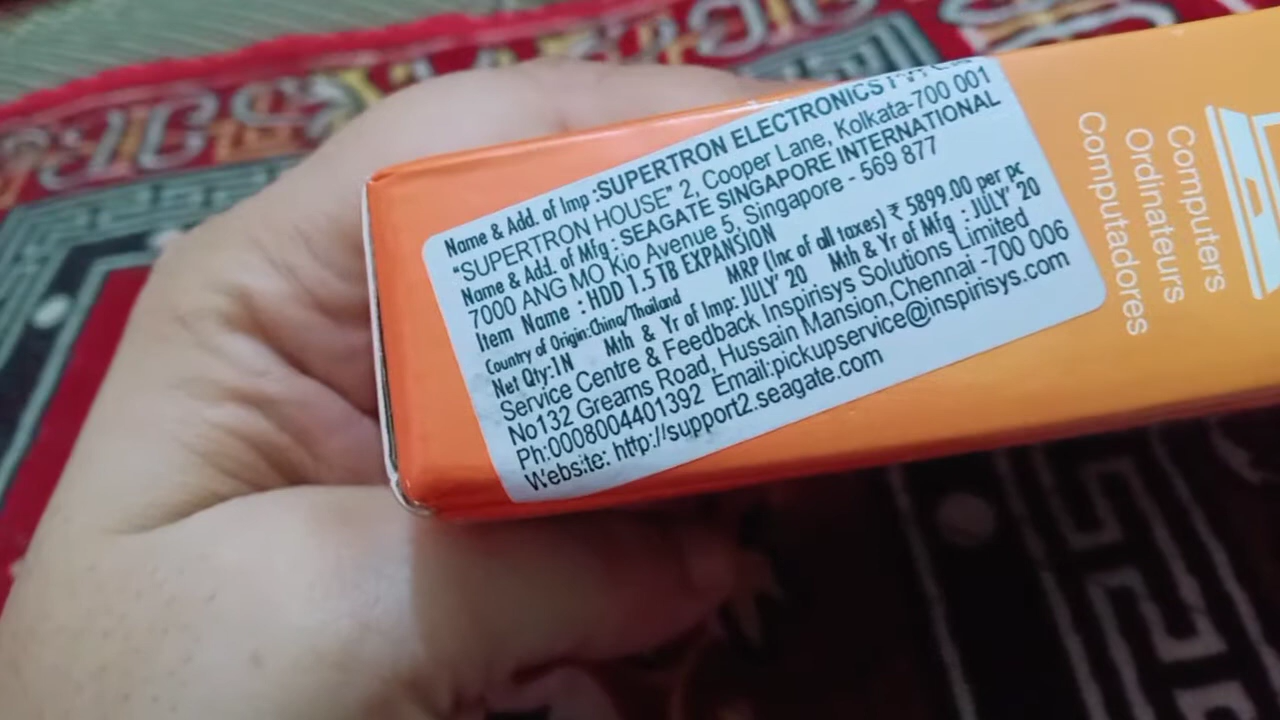 Name & Add. of Imp :SUPERTRON ELECTRONICS PVT LTD
"SUPERTRON HOUSE" 2, Cooper Lane, Kolkata-700 001
Name & Add. of Mfg : SEAGATE SINGAPORE INTERNATIONAL
7000 ANG MO Kio Avenue 5, Singapore - 569 877
Item Name : HDD 1.5 TB EXPANSION
Country of Origin:China/Thailand MRP (Inc of all taxes) ₹ 5899.00 per pc
Net Qty:1N Mth & Yr of Imp: JULY' 20 Mth & Yr of Mfg : JULY' 20
Service Centre & Feedback Inspirisys Solutions Limited
No132 Greams Road, Hussain Mansion,Chennai -700 006
Ph:0008004401392 Email:pickupservice@inspirisys.com
Website: http://support2.seagate.com
Computers
Ordinateurs
Computadores